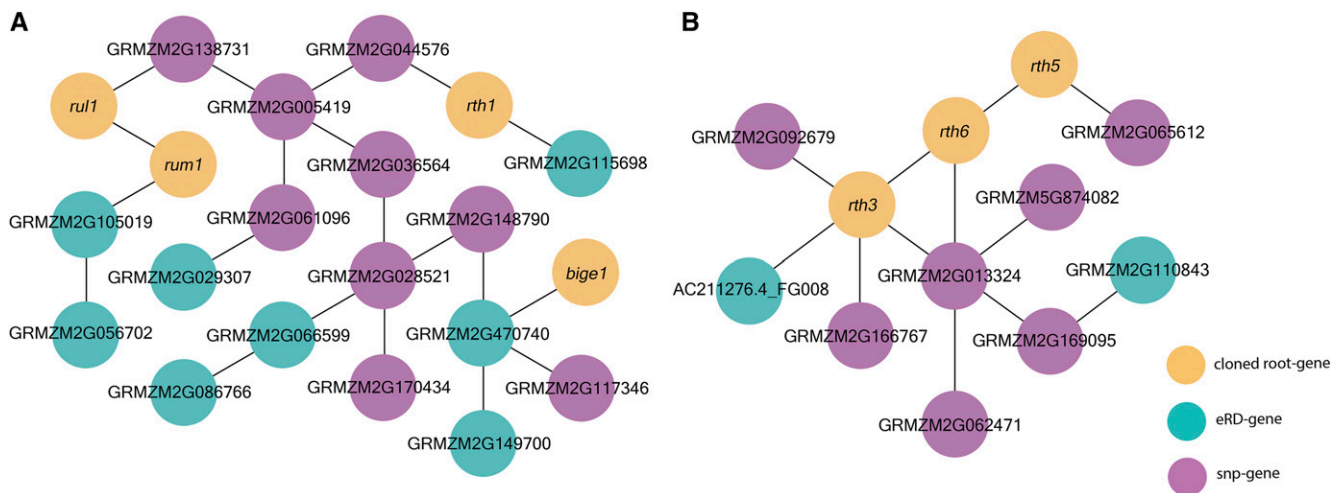 A
GRMZM2G138731
GRMZM2G044576
rul1
GRMZM2G005419
rth1
rum1
GRMZM2G036564
GRMZM2G115698
GRMZM2G105019
GRMZM2G061096
GRMZM2G148790
GRMZM2G029307
GRMZM2G028521
bige1
GRMZM2G056702
GRMZM2G066599
GRMZM2G470740
GRMZM2G086766
GRMZM2G170434
GRMZM2G117346
GRMZM2G149700
B
rth5
GRMZM2G092679
rth6
GRMZM2G065612
rth3
GRMZM5G874082
AC211276.4_FG008
GRMZM2G013324
GRMZM2G110843
GRMZM2G166767
GRMZM2G169095
GRMZM2G062471
cloned root-gene
eRD-gene
snp-gene